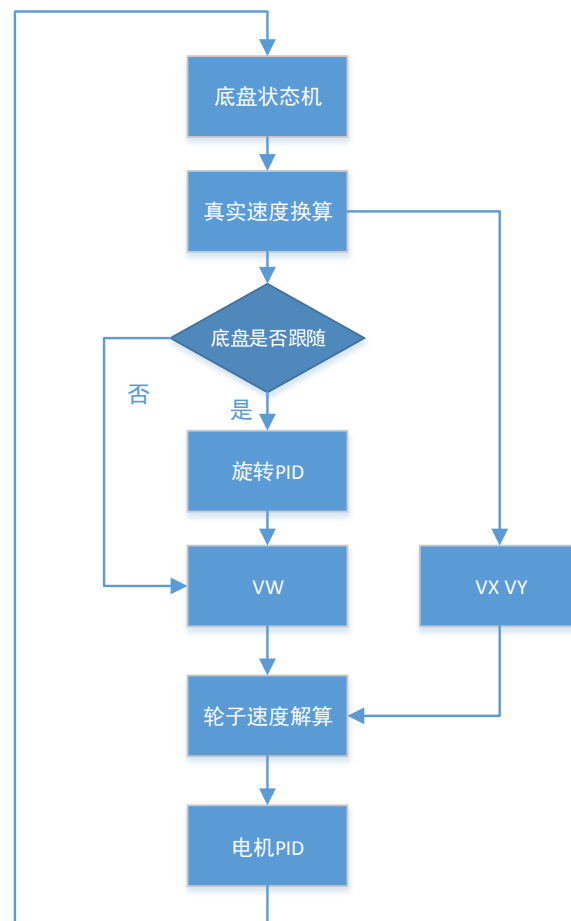 底盘状态机
真实速度换算
底盘是否跟随
否
是
旋转PID
VW
VX VY
轮子速度解算
电机PID